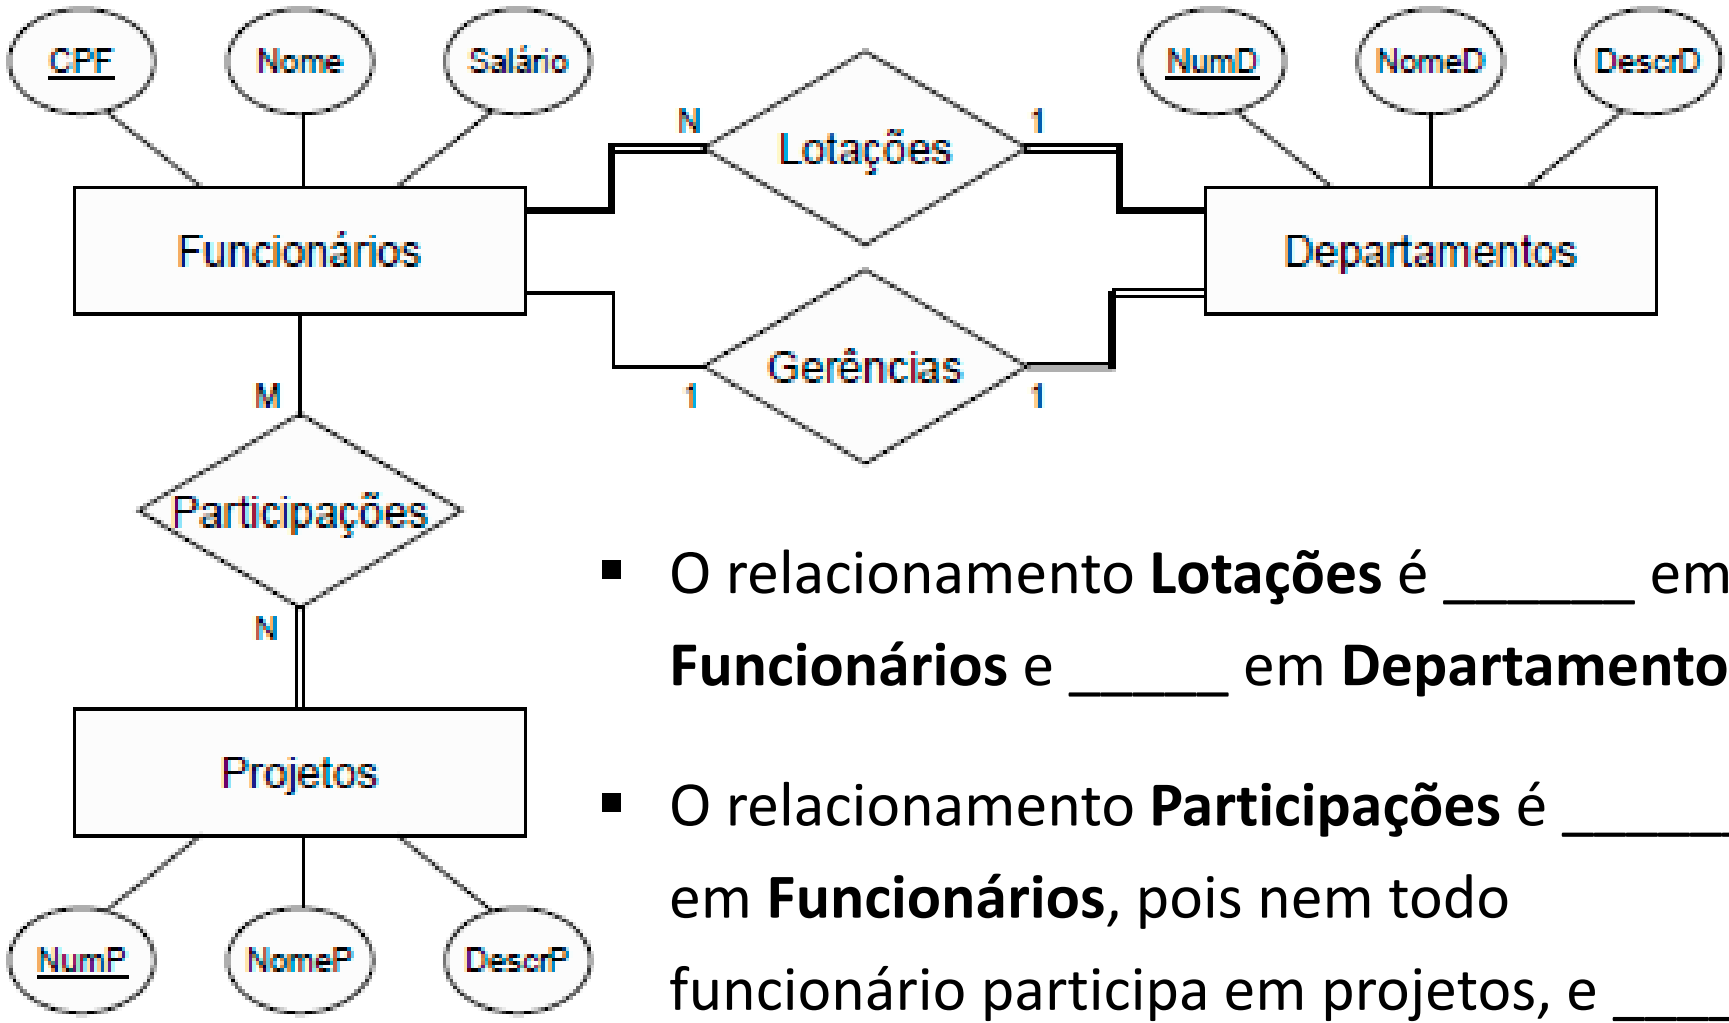 CPF Nome Salário NumD NomeD DescrD
N Lotações 1
Funcionários Departamentos
1 Gerências 1
M
Participações
N
Projetos
NumP NomeP DescrP
▪ O relacionamento Lotações é ______ em
Funcionários e _____ em Departamento
▪ O relacionamento Participações é ______
em Funcionários, pois nem todo
funcionário participa em projetos, e ____